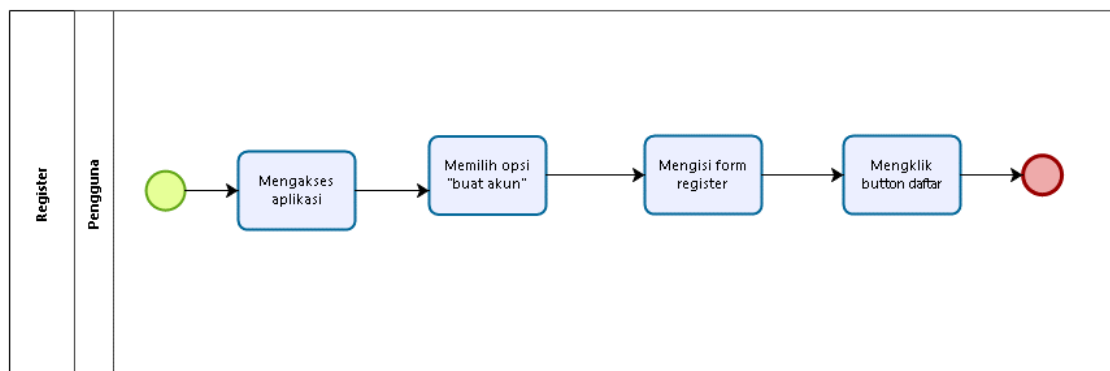 Register
Pengguna
Mengakses
aplikasi
Memilih opsi
"buat akun"
Mengisi form
register
Mengklik
button daftar